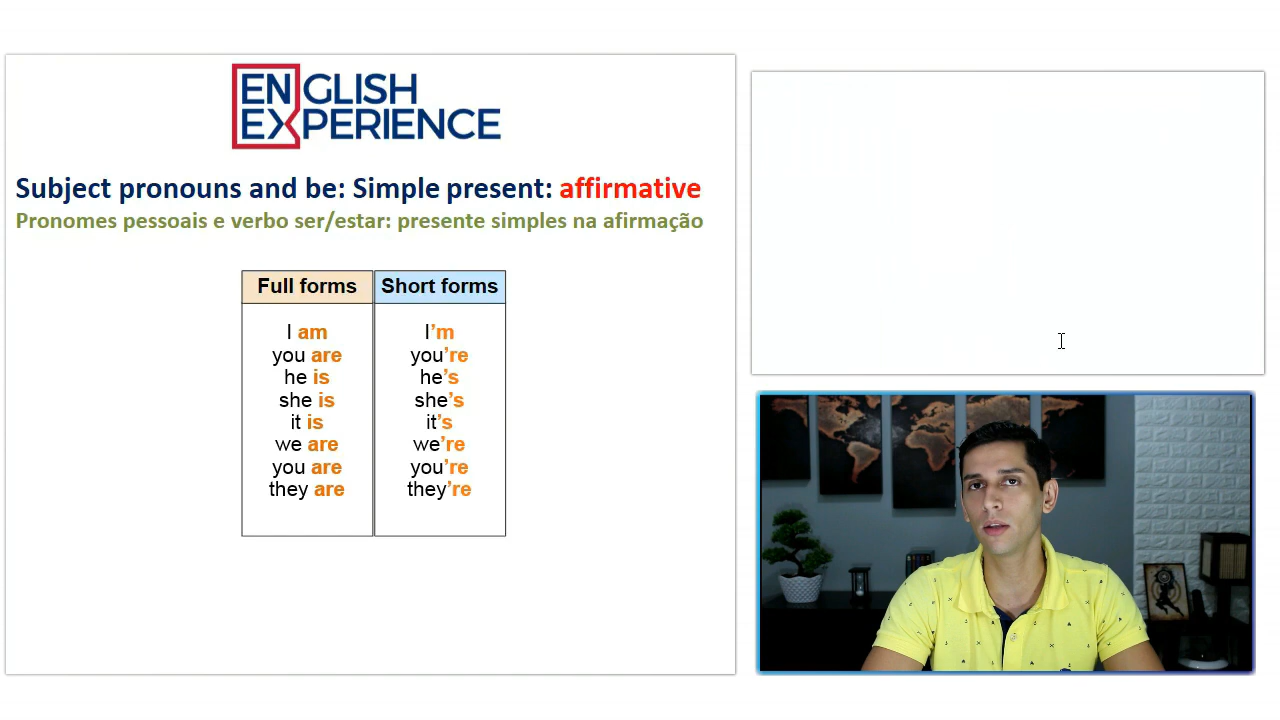 ENGLISH
EXPERIENCE
Subject pronouns and be: Simple present: affirmative
Pronomes pessoais e verbo ser/estar: presente simples na afirmação
Full forms
I am
you are
he is
she is
it is
we are
you are
they are
Short forms
I’m
you’re
he’s
she’s
it’s
we’re
you’re
they’re